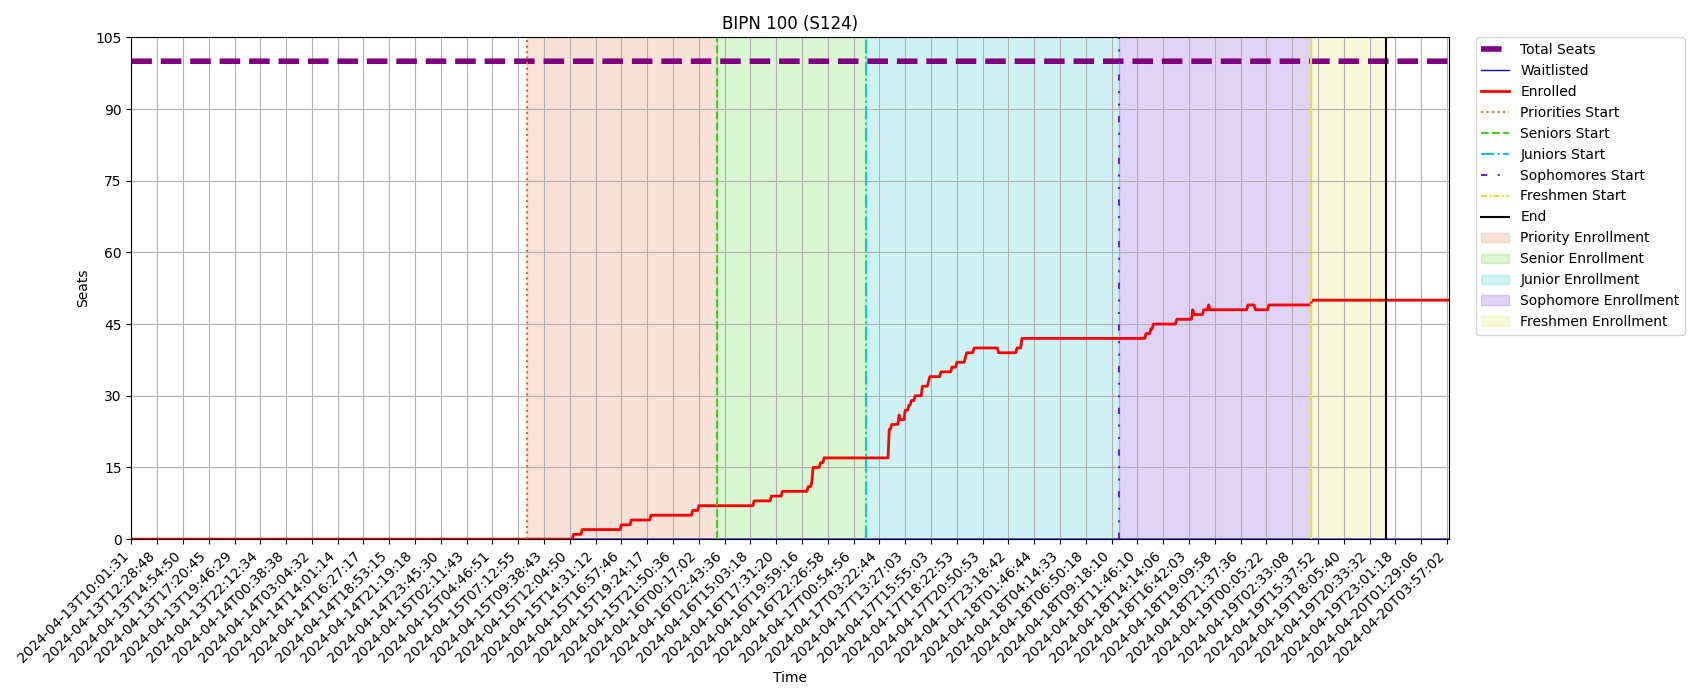 BIPN 100 (S124)
105
90
75
60
45
30
15
0
Seats
Total Seats
Waitlisted
Enrolled
Priorities Start
Seniors Start
Juniors Start
Sophomores Start
Freshmen Start
End
Priority Enrollment
Senior Enrollment
Junior Enrollment
Sophomore Enrollment
Freshmen Enrollment
2024-04-13T10:01:31
2024-04-13T12:28:48
2024-04-13T14:54:50
2024-04-13T17:20:45
2024-04-13T19:46:29
2024-04-13T22:12:34
2024-04-14T00:38:38
2024-04-14T03:04:32
2024-04-14T14:01:14
2024-04-14T16:27:17
2024-04-14T18:53:15
2024-04-14T21:19:18
2024-04-14T23:45:30
2024-04-15T02:11:43
2024-04-15T04:46:51
2024-04-15T07:12:55
2024-04-15T09:38:43
2024-04-15T12:04:50
2024-04-15T14:31:12
2024-04-15T16:57:46
2024-04-15T19:24:17
2024-04-15T21:50:36
2024-04-16T00:17:02
2024-04-16T02:43:36
2024-04-16T15:03:18
2024-04-16T17:31:20
2024-04-16T19:59:16
2024-04-16T22:26:58
2024-04-17T00:54:56
2024-04-17T03:22:44
2024-04-17T13:27:03
2024-04-17T15:55:03
2024-04-17T18:22:53
2024-04-17T20:50:53
2024-04-17T23:18:42
2024-04-18T01:46:44
2024-04-18T04:14:33
2024-04-18T06:50:18
2024-04-18T09:18:10
2024-04-18T11:46:10
2024-04-18T14:14:06
2024-04-18T16:42:03
2024-04-18T19:09:58
2024-04-18T21:37:36
2024-04-19T00:05:22
2024-04-19T02:33:08
2024-04-19T15:37:52
2024-04-19T18:05:40
2024-04-19T20:33:32
2024-04-19T23:01:18
2024-04-20T01:29:06
2024-04-20T03:57:02
Time